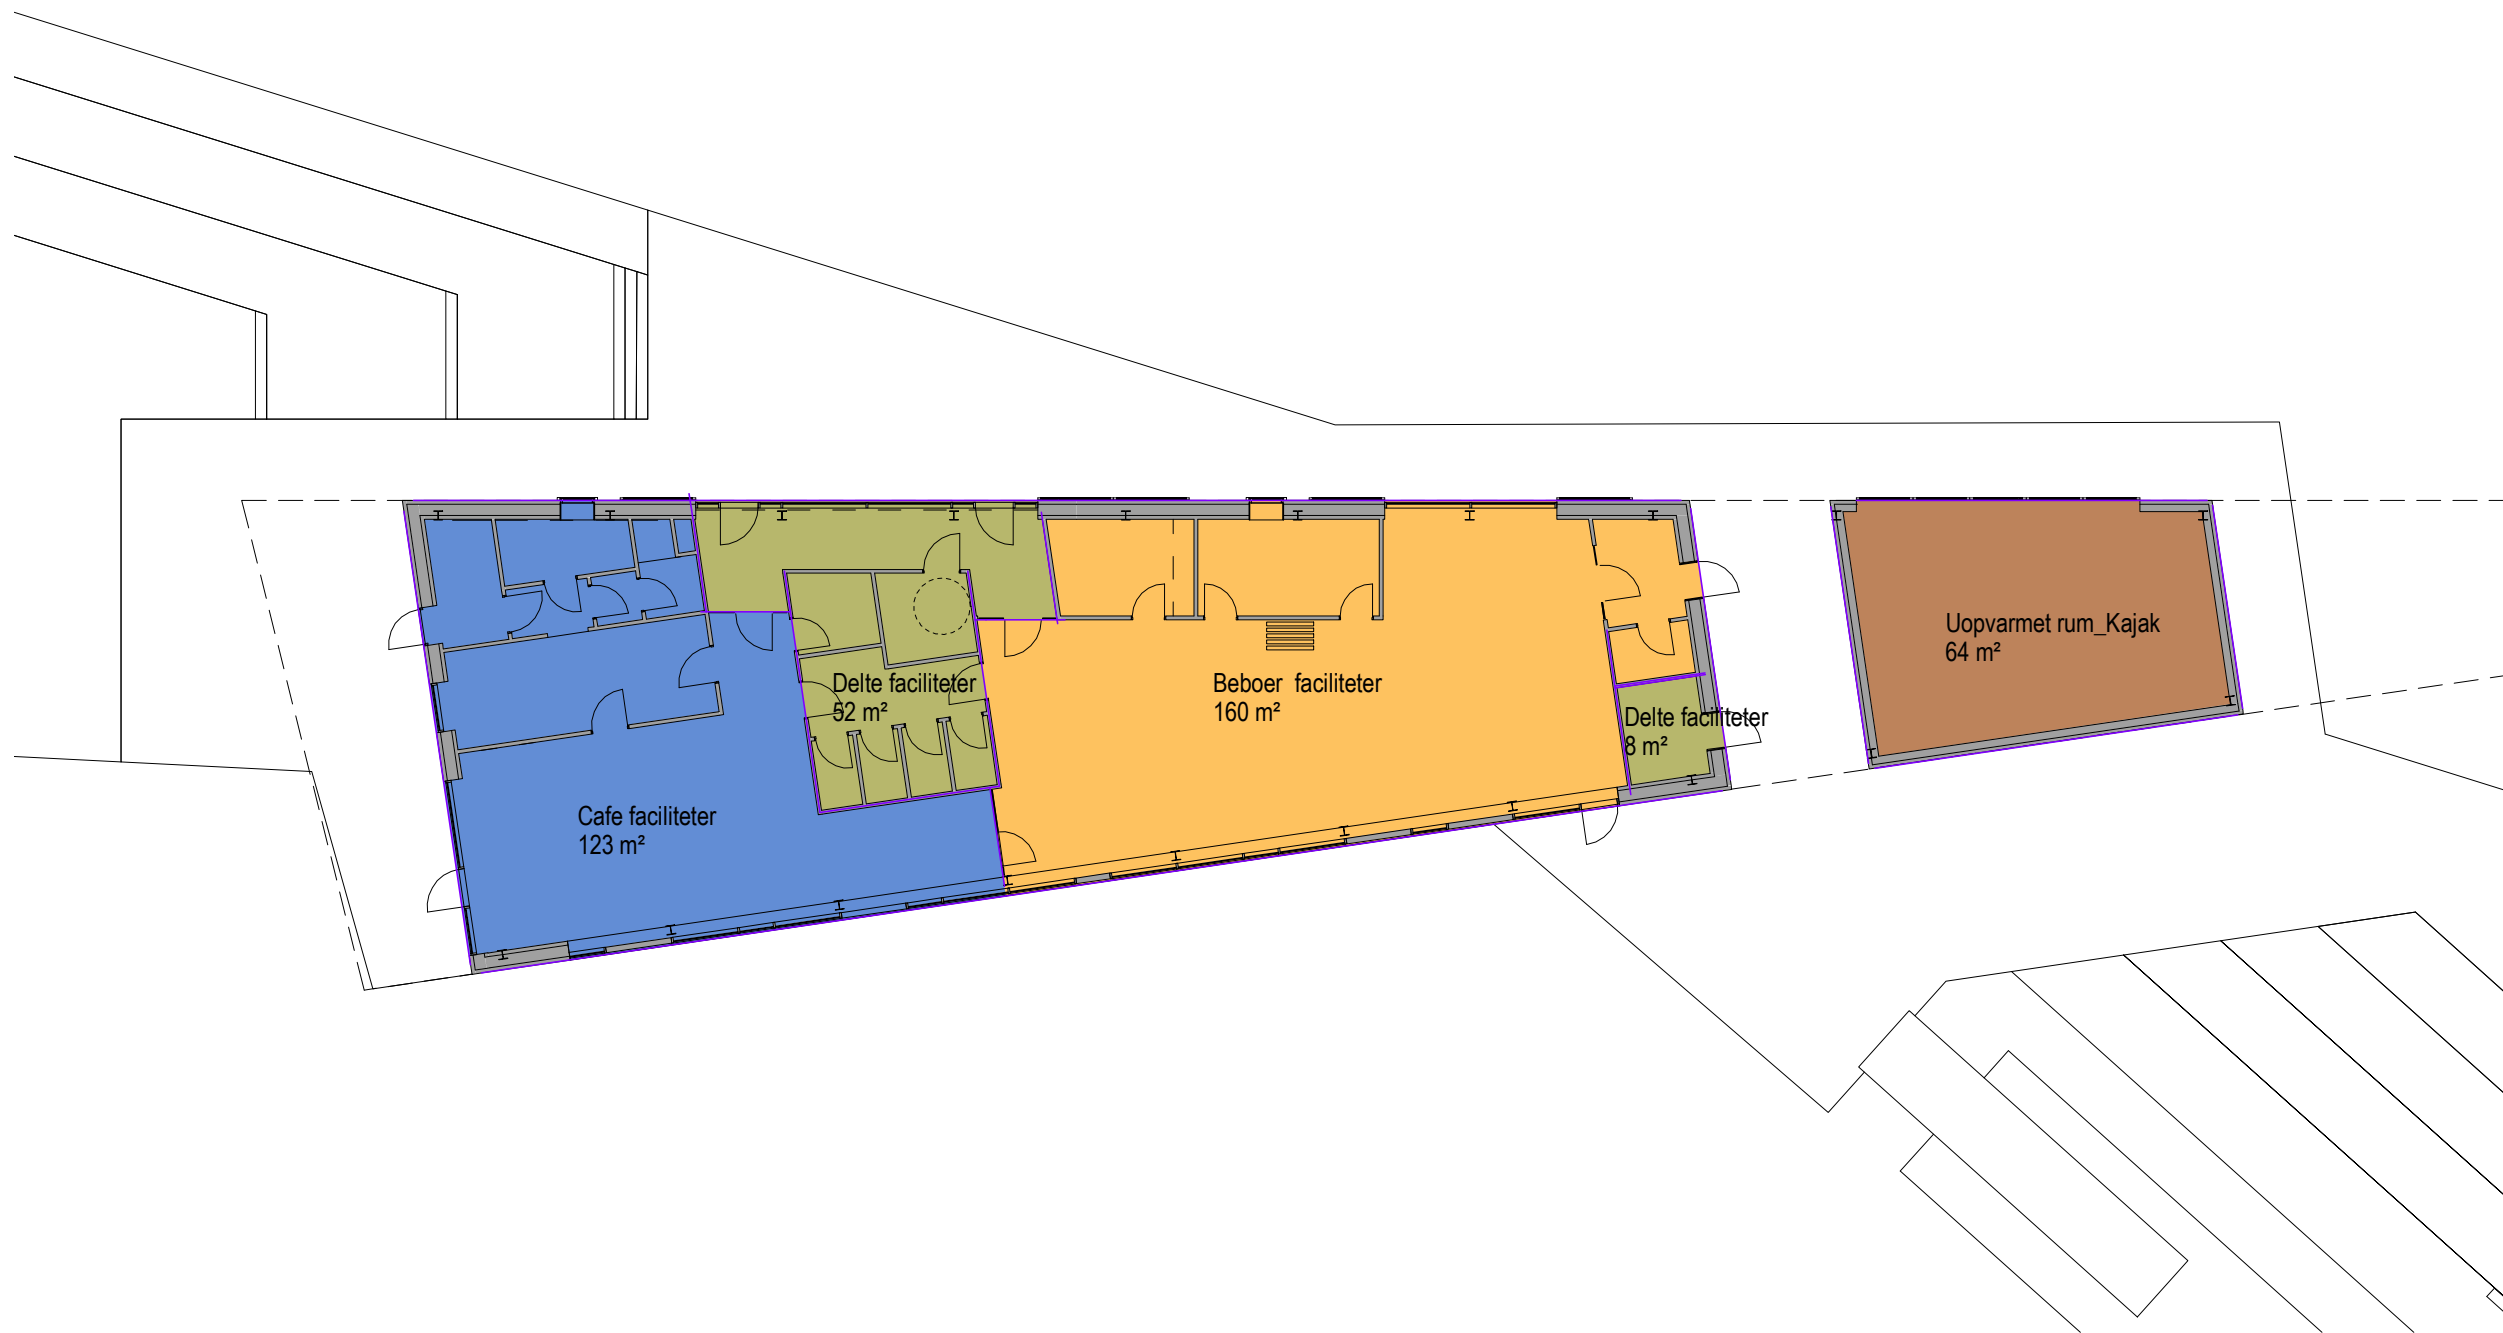 Uopvarmet rum_Kajak
64 m²
Delte faciliteter
52 m²
Beboer  faciliteter
160 m²
Delte faciliteter
8 m²
Cafe faciliteter
123 m²